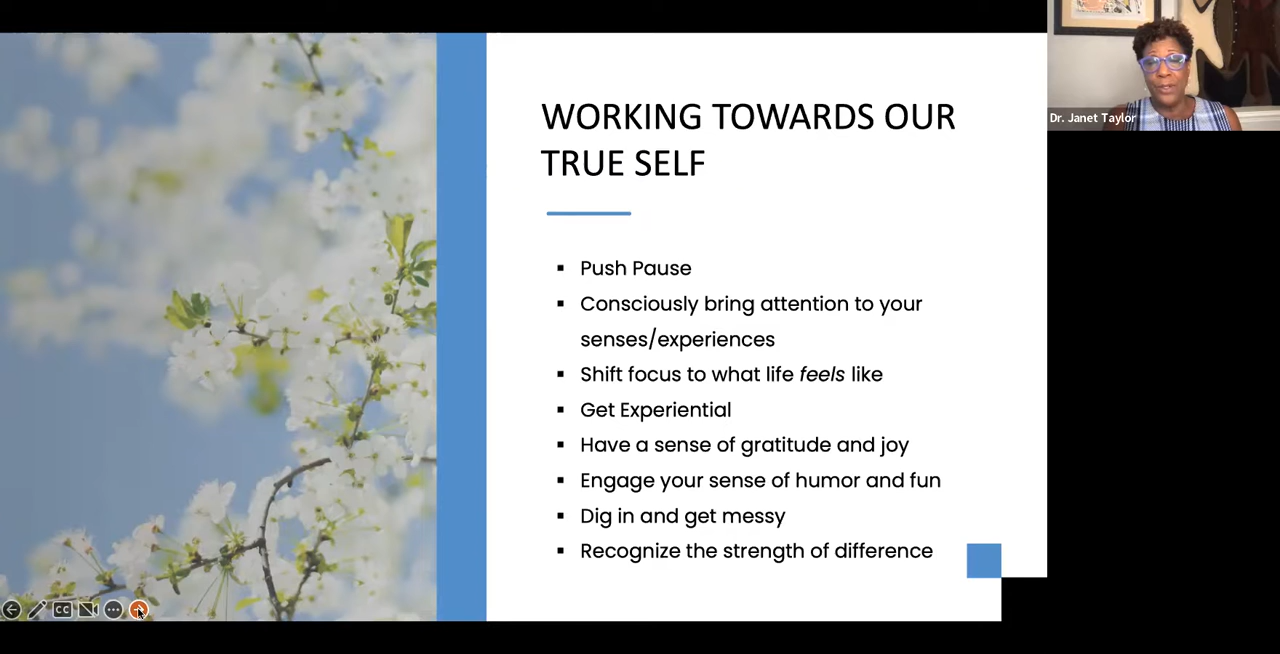 WORKING TOWARDS OUR
TRUE SELF
▪ Push Pause
▪ Consciously bring attention to your
senses/experiences
▪ Shift focus to what life feels like
▪ Get Experiential
▪ Have a sense of gratitude and joy
▪ Engage your sense of humor and fun
▪ Dig in and get messy
▪ Recognize the strength of difference
Dr. Janet Taylor
CC